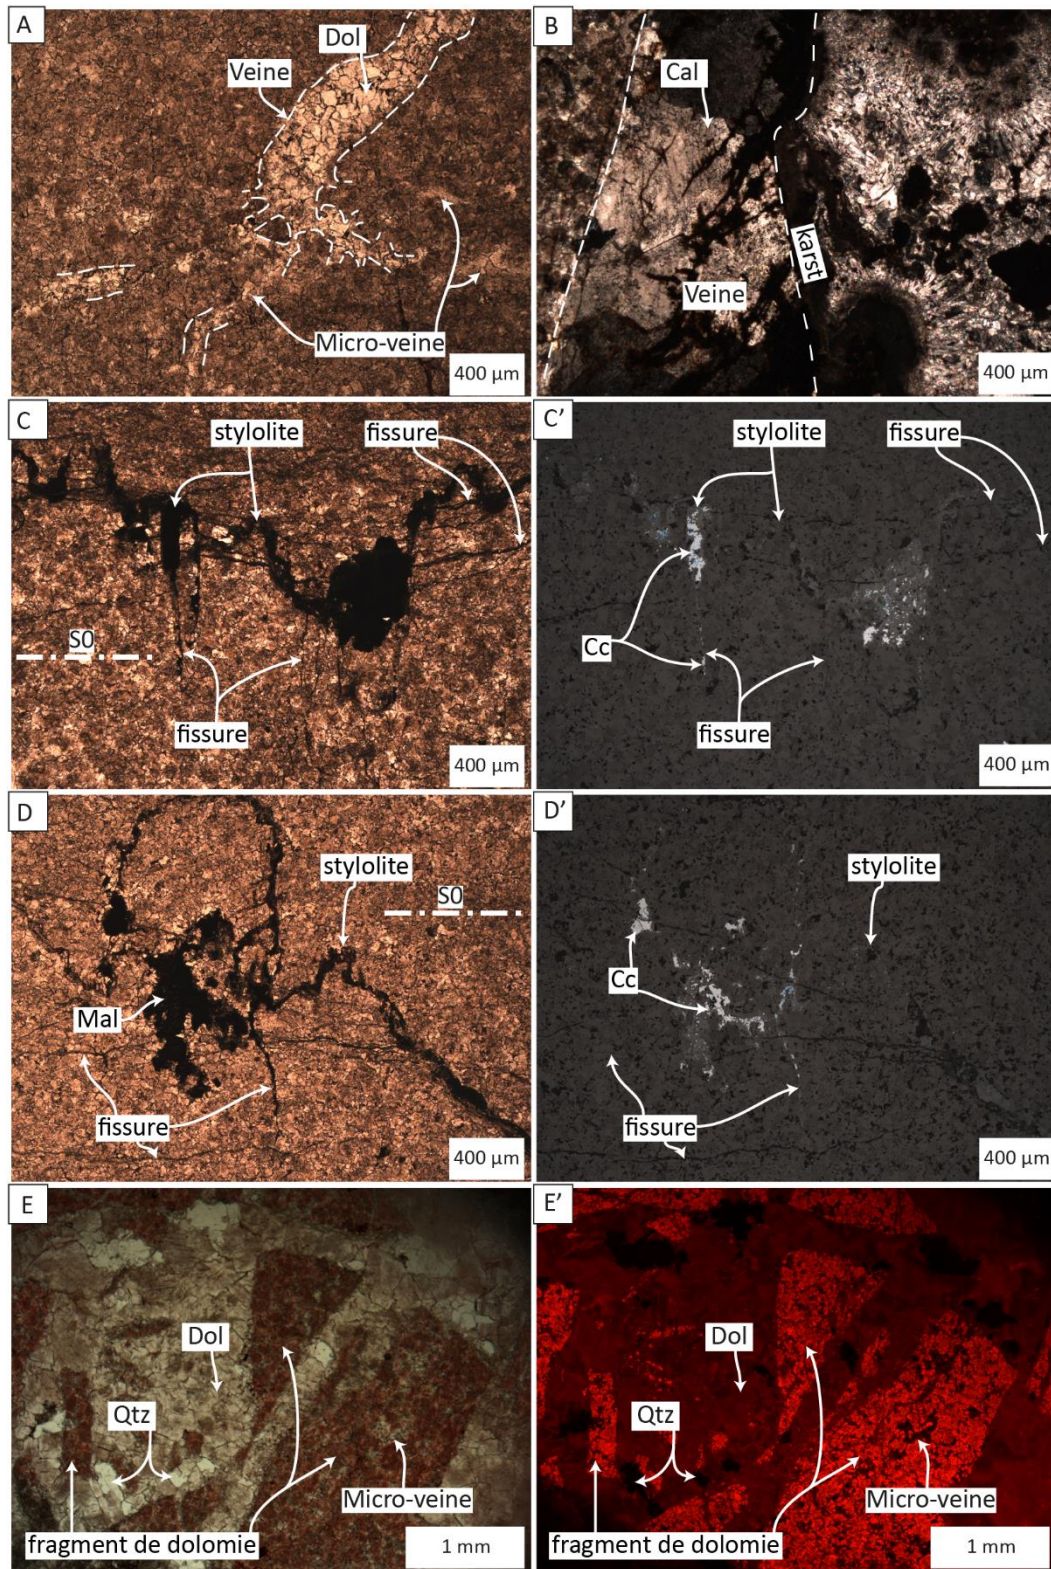 A
Dol
Veine
Micro-veine
400 µm
B
Cal
Veine
karst
400 µm
C
stylolite
fissure
S0
fissure
400 µm
C’
stylolite
fissure
Cc
fissure
400 µm
D
stylolite
S0
Mal
fissure
400 µm
D’
stylolite
Cc
fissure
400 µm
E
Dol
Qtz
Micro-veine
fragment de dolomie
1 mm
E’
Dol
Qtz
Micro-veine
fragment de dolomie
1 mm